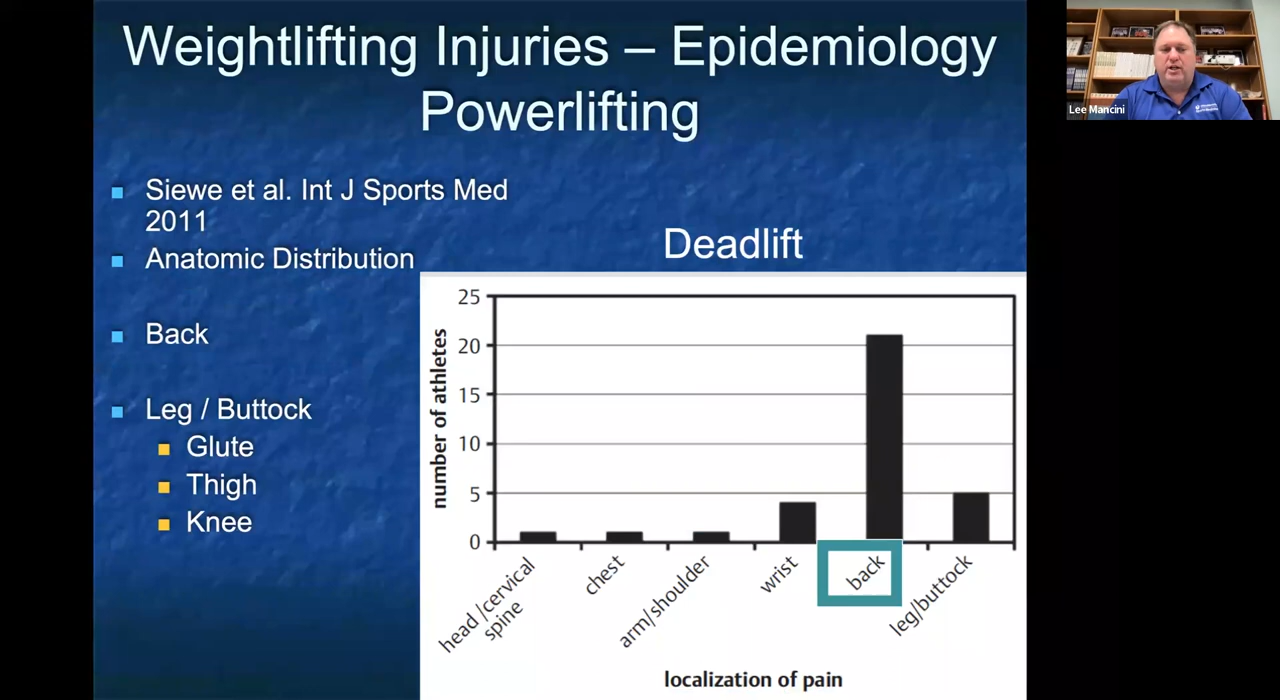 Weightlifting Injuries – Epidemiology
Powerlifting
Siewe et al. Int J Sports Med
2011
Anatomic Distribution
Back
Leg / Buttock
Glute
Thigh
Knee
Deadlift
number of athletes
25
20
15
10
5
0
head /cervical
spine
chest
arm/shoulder
wrist
back
leg/buttock
localization of pain
Lee Mancini